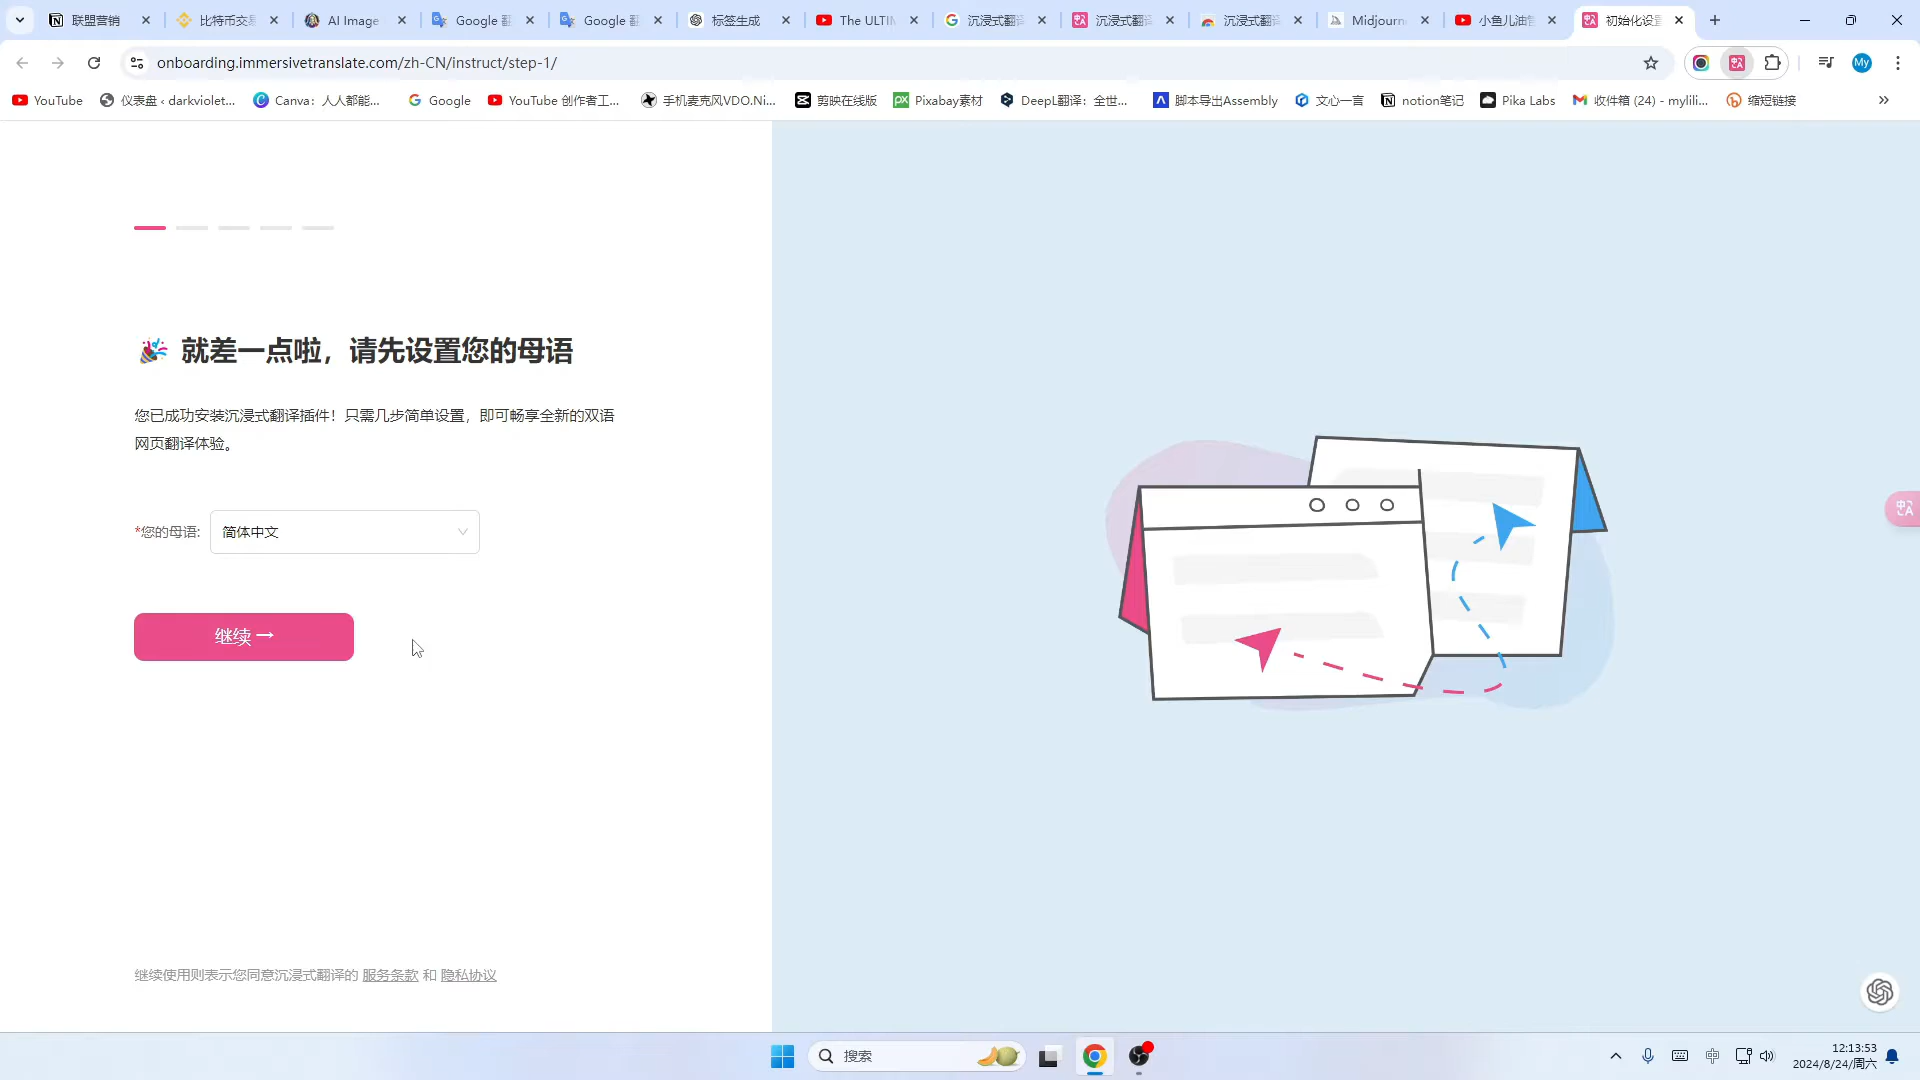 联盟营销
比特币交易
AI Image
Google 翻
Google 翻
标签生成
The ULTIM
沉浸式翻译
沉浸式翻译
沉浸式翻译
Midjourn
小鱼儿油管
初始化设置
onboarding.immersivetranslate.com/zh-CN/instruct/step-1/
My
YouTube
仪表盘 ‹ darkviolet...
Canva：人人都能...
Google
YouTube 创作者工...
手机麦克风VDO.Ni...
剪映在线版
Pixabay素材
DeepL翻译：全世...
脚本导出Assembly
文心一言
notion笔记
Pika Labs
收件箱 (24) - mylili...
缩短链接
就差一点啦，请先设置您的母语
您已成功安装沉浸式翻译插件！只需几步简单设置，即可畅享全新的双语
网页翻译体验。
*您的母语:
简体中文
继续 →
继续使用则表示您同意沉浸式翻译的 服务条款 和 隐私协议
搜索
中
12:13:53
2024/8/24/周六